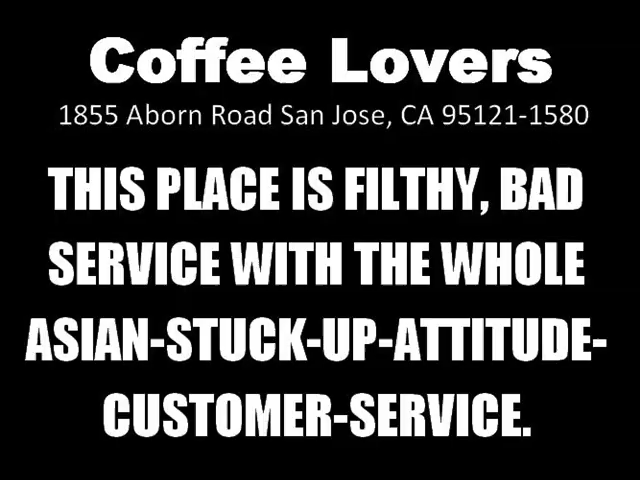 Coffee Lovers
1855 Aborn Road San Jose, CA 95121-1580
THIS PLACE IS FILTHY, BAD
SERVICE WITH THE WHOLE
ASIAN-STUCK-UP-ATTITUDE-
CUSTOMER-SERVICE.